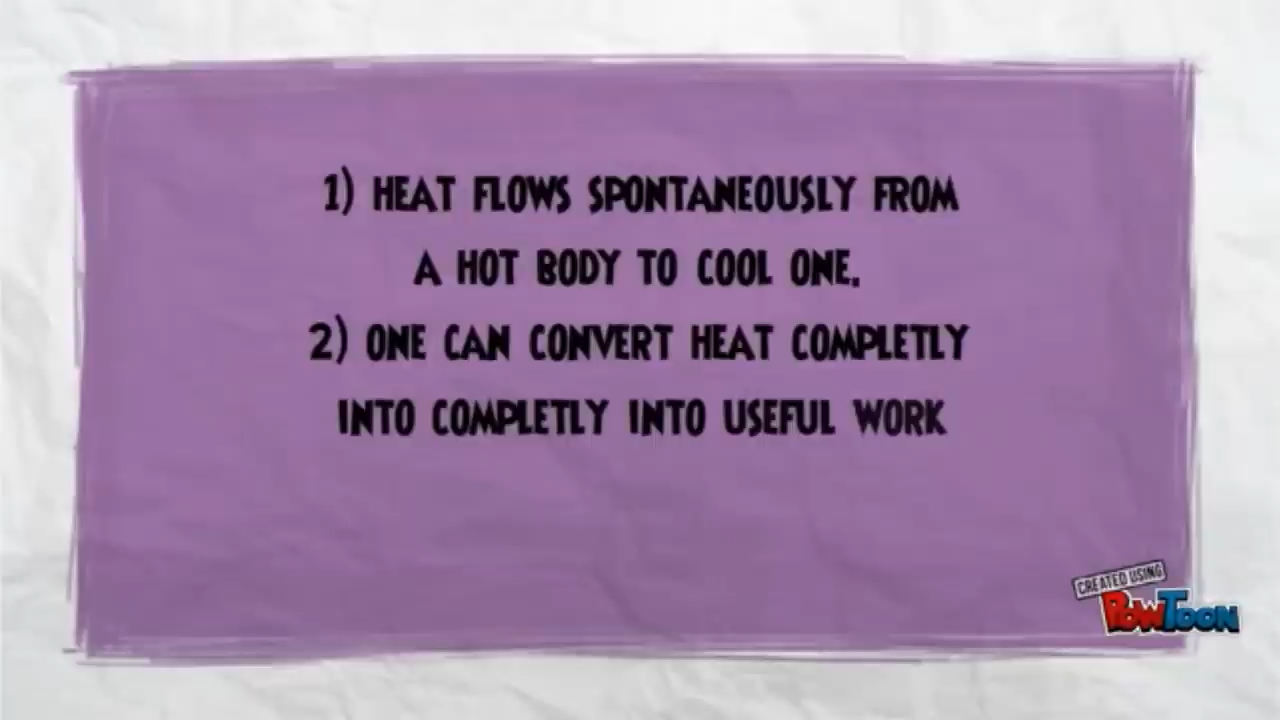 1) HEAT FLOWS SPONTANEOUSLY FROM
A HOT BODY TO COOL ONE.
2) ONE CAN CONVERT HEAT COMPLETLY
INTO COMPLETLY INTO USEFUL WORK
CREATED USING
POWTOON